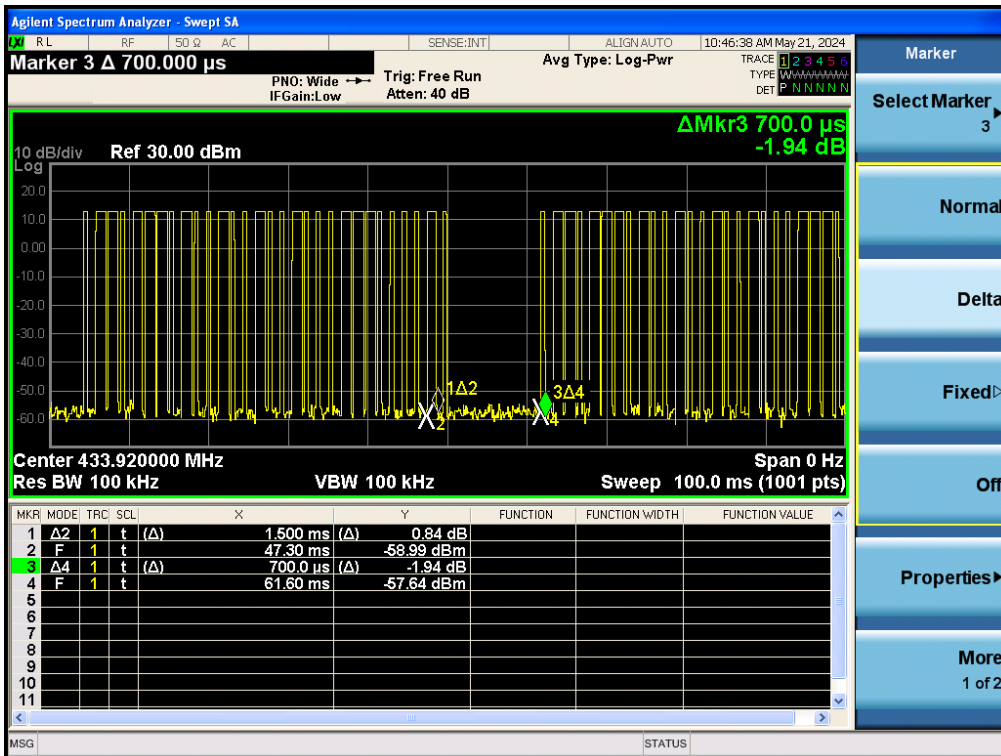 Agilent Spectrum Analyzer - Swept SA
LXI RL RF 50 Ω AC SENSE:INT ALIGN AUTO 10:46:38 AM May 21, 2024
Marker 3 Δ 700.000 µs
PNO: Wide
IFGain:Low
Trig: Free Run
Atten: 40 dB
Avg Type: Log-Pwr
TRACE 1 2 3 4 5 6
TYPE W
DET P N N N N N
ΔMkr3 700.0 µs
-1.94 dB
10 dB/div Ref 30.00 dBm
Log
20.0
10.0
0.00
-10.0
-20.0
-30.0
-40.0
-50.0
-60.0
1Δ2
2
3Δ4
4
Center 433.920000 MHz Span 0 Hz
Res BW 100 kHz VBW 100 kHz Sweep 100.0 ms (1001 pts)
MKR MODE TRC SCL X Y FUNCTION FUNCTION WIDTH FUNCTION VALUE
1 Δ2 1 t (Δ) 1.500 ms (Δ) 0.84 dB
2 F 1 t 47.30 ms -58.99 dBm
3 Δ4 1 t (Δ) 700.0 µs (Δ) -1.94 dB
4 F 1 t 61.60 ms -57.64 dBm
5
6
7
8
9
10
11
MSG STATUS
Marker
Select Marker
3
Normal
Delta
Fixed
Off
Properties
More
1 of 2